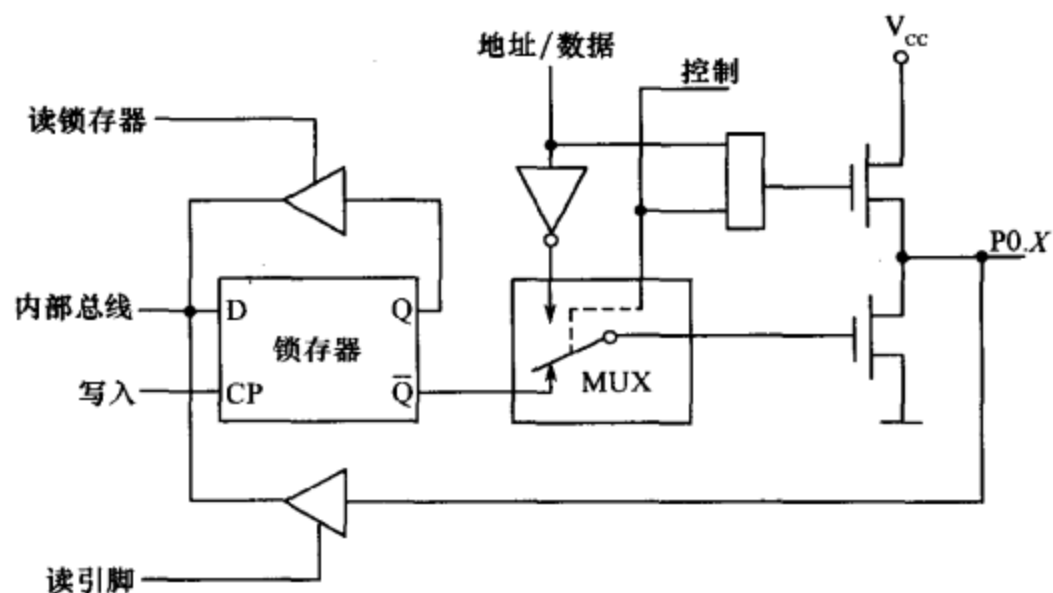 V_CC
地址/数据
控制
读锁存器
P0.X
内部总线
D
Q
锁存器
写入
CP
Q̅
MUX
读引脚